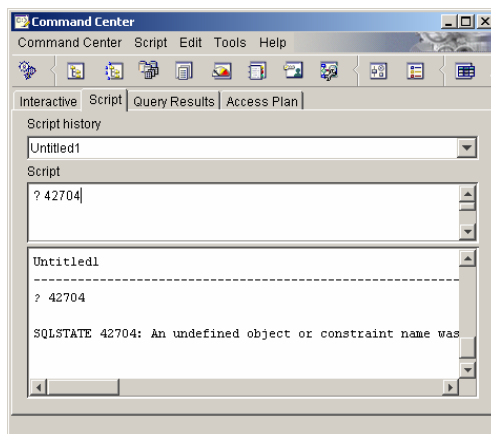 Command Center
Command Center Script Edit Tools Help
Interactive Script Query Results Access Plan
Script history
Untitled1
Script
? 42704
Untitled1
--------------------------------------------------------
? 42704
SQLSTATE 42704: An undefined object or constraint name was